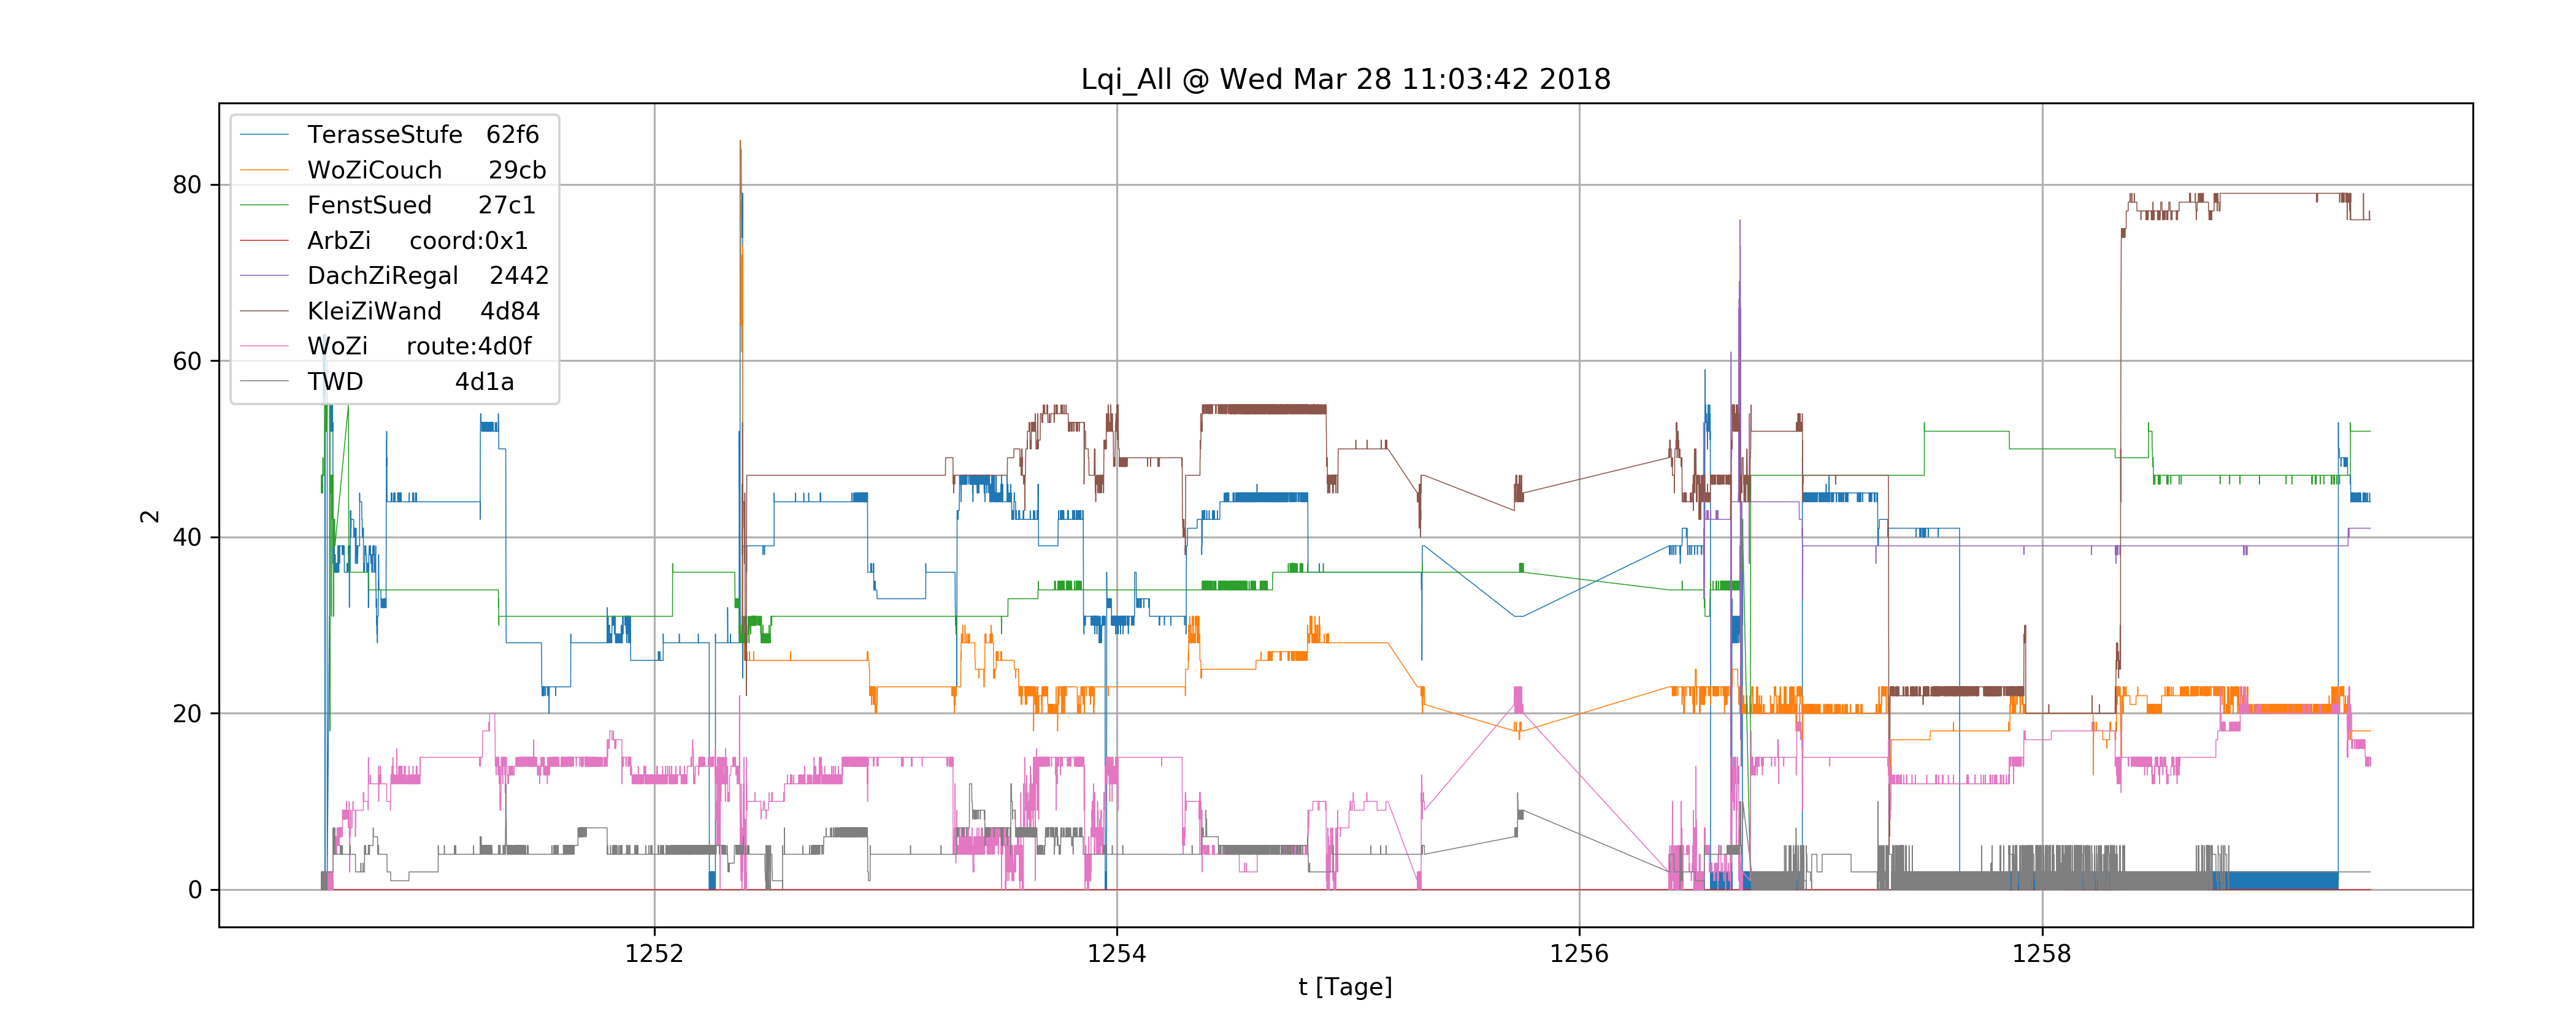 Lqi_All @ Wed Mar 28 11:03:42 2018
TerasseStufe 62f6
WoZiCouch 29cb
FenstSued 27c1
ArbZi coord:0x1
DachZiRegal 2442
KleiZiWand 4d84
WoZi route:4d0f
TWD 4d1a
80
60
40
20
0
2
1252
1254
1256
1258
t [Tage]